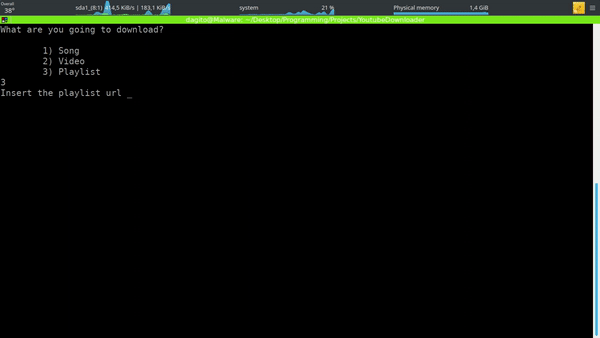 Overall
38° sda1_(8:1) 414,5 KiB/s | 183,1 KiB/s system 21 % Physical memory 1,4 GiB
dagito@Malware: ~/Desktop/Programming/Projects/YoutubeDownloader
What are you going to download?
1) Song
2) Video
3) Playlist
3
Insert the playlist url _